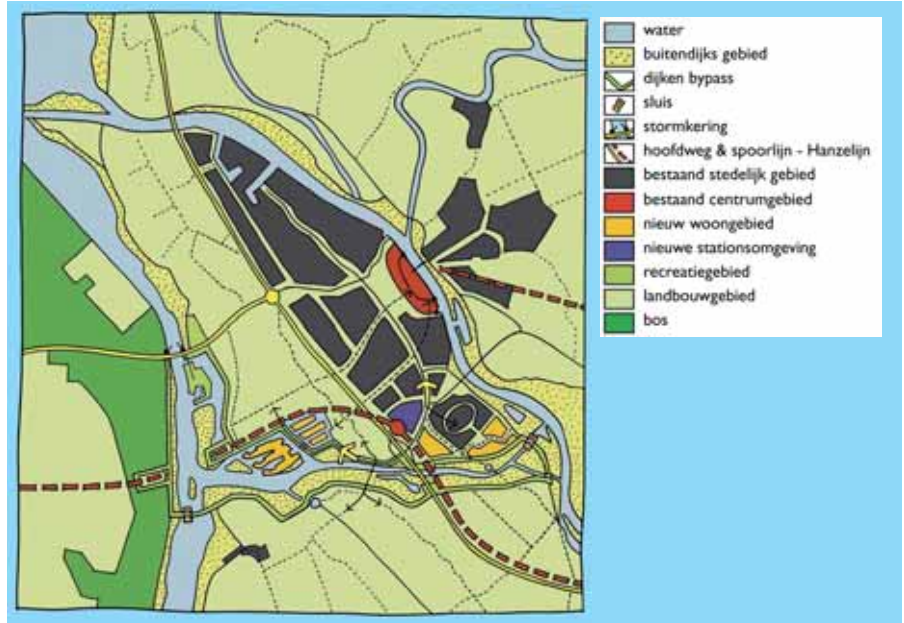 water
buitendijks gebied
dijken bypass
sluis
stormkering
hoofdweg & spoorlijn - Hanzelijn
bestaand stedelijk gebied
bestaand centrumgebied
nieuw woongebied
nieuwe stationsomgeving
recreatiegebied
landbouwgebied
bos